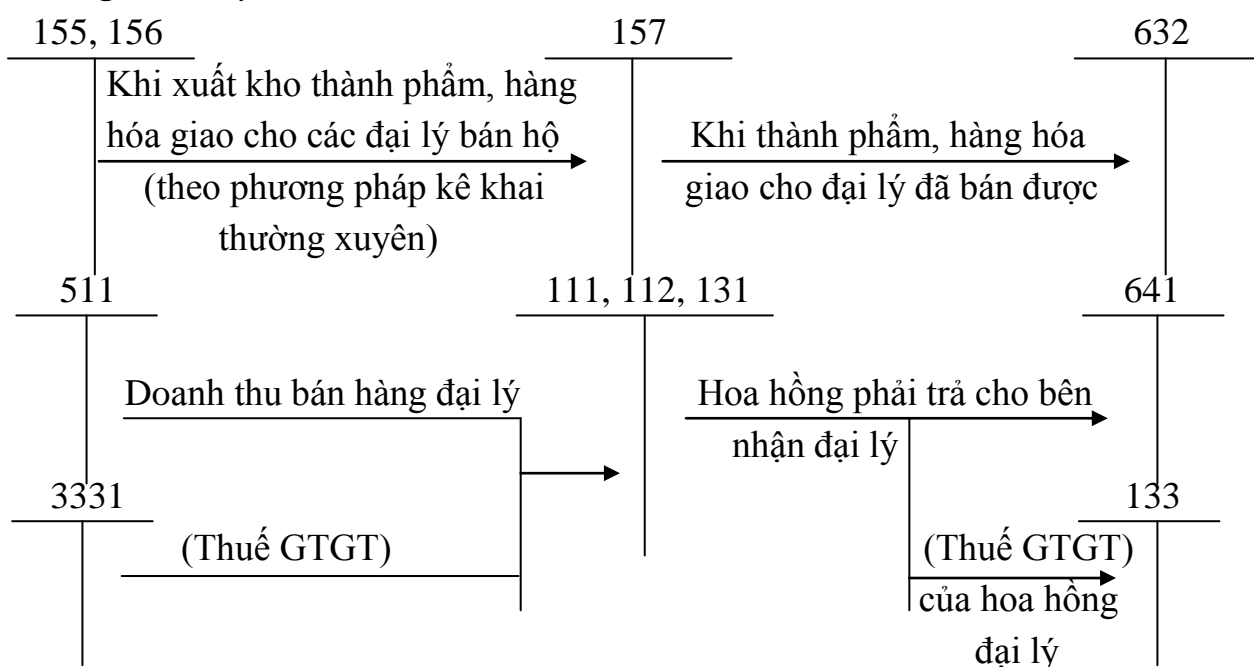 155, 156
157
632
Khi xuất kho thành phẩm, hàng
hóa giao cho các đại lý bán hộ
(theo phương pháp kê khai
thường xuyên)
Khi thành phẩm, hàng hóa
giao cho đại lý đã bán được
511
111, 112, 131
641
Doanh thu bán hàng đại lý
Hoa hồng phải trả cho bên
nhận đại lý
3331
133
(Thuế GTGT)
(Thuế GTGT)
của hoa hồng
đại lý